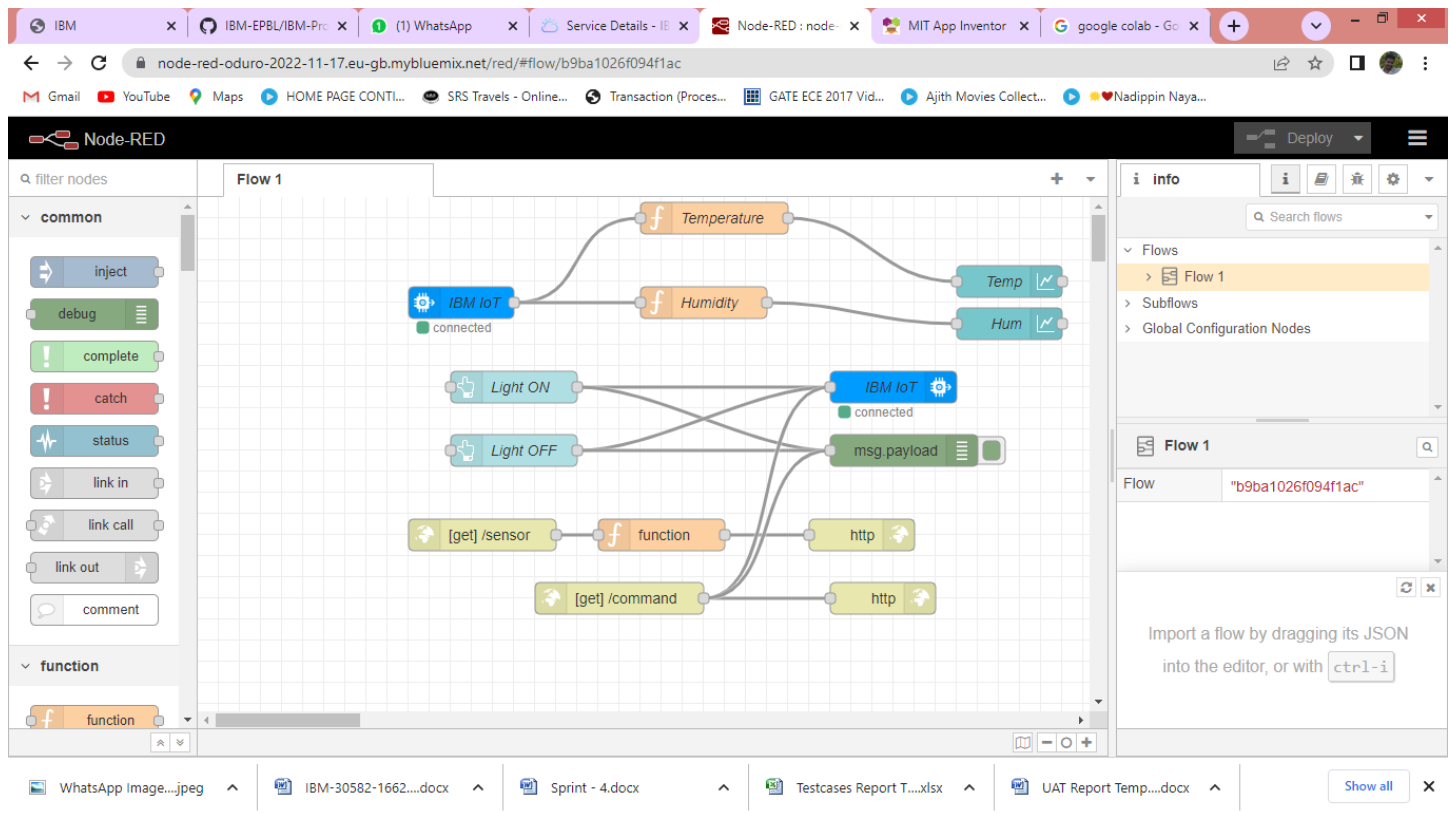 IBM
IBM-EPBL/IBM-Pro
(1) WhatsApp
Service Details - IB
Node-RED : node-
MIT App Inventor
google colab - Go
node-red-oduro-2022-11-17.eu-gb.mybluemix.net/red/#flow/b9ba1026f094f1ac
Gmail YouTube Maps HOME PAGE CONTI... SRS Travels - Online... Transaction (Proces... GATE ECE 2017 Vid... Ajith Movies Collect... Nadippin Naya...
Node-RED
Deploy
filter nodes
Flow 1
info
common
Search flows
inject
debug
complete
catch
status
link in
link call
link out
comment
function
function
Temperature
Temp
IBM IoT
connected
Humidity
Hum
Light ON
IBM IoT
connected
Light OFF
msg.payload
[get] /sensor
function
http
[get] /command
http
Flows
Flow 1
Subflows
Global Configuration Nodes
Flow 1
Flow "b9ba1026f094f1ac"
Import a flow by dragging its JSON
into the editor, or with ctrl-i
WhatsApp Image....jpeg
IBM-30582-1662....docx
Sprint - 4.docx
Testcases Report T....xlsx
UAT Report Temp....docx
Show all